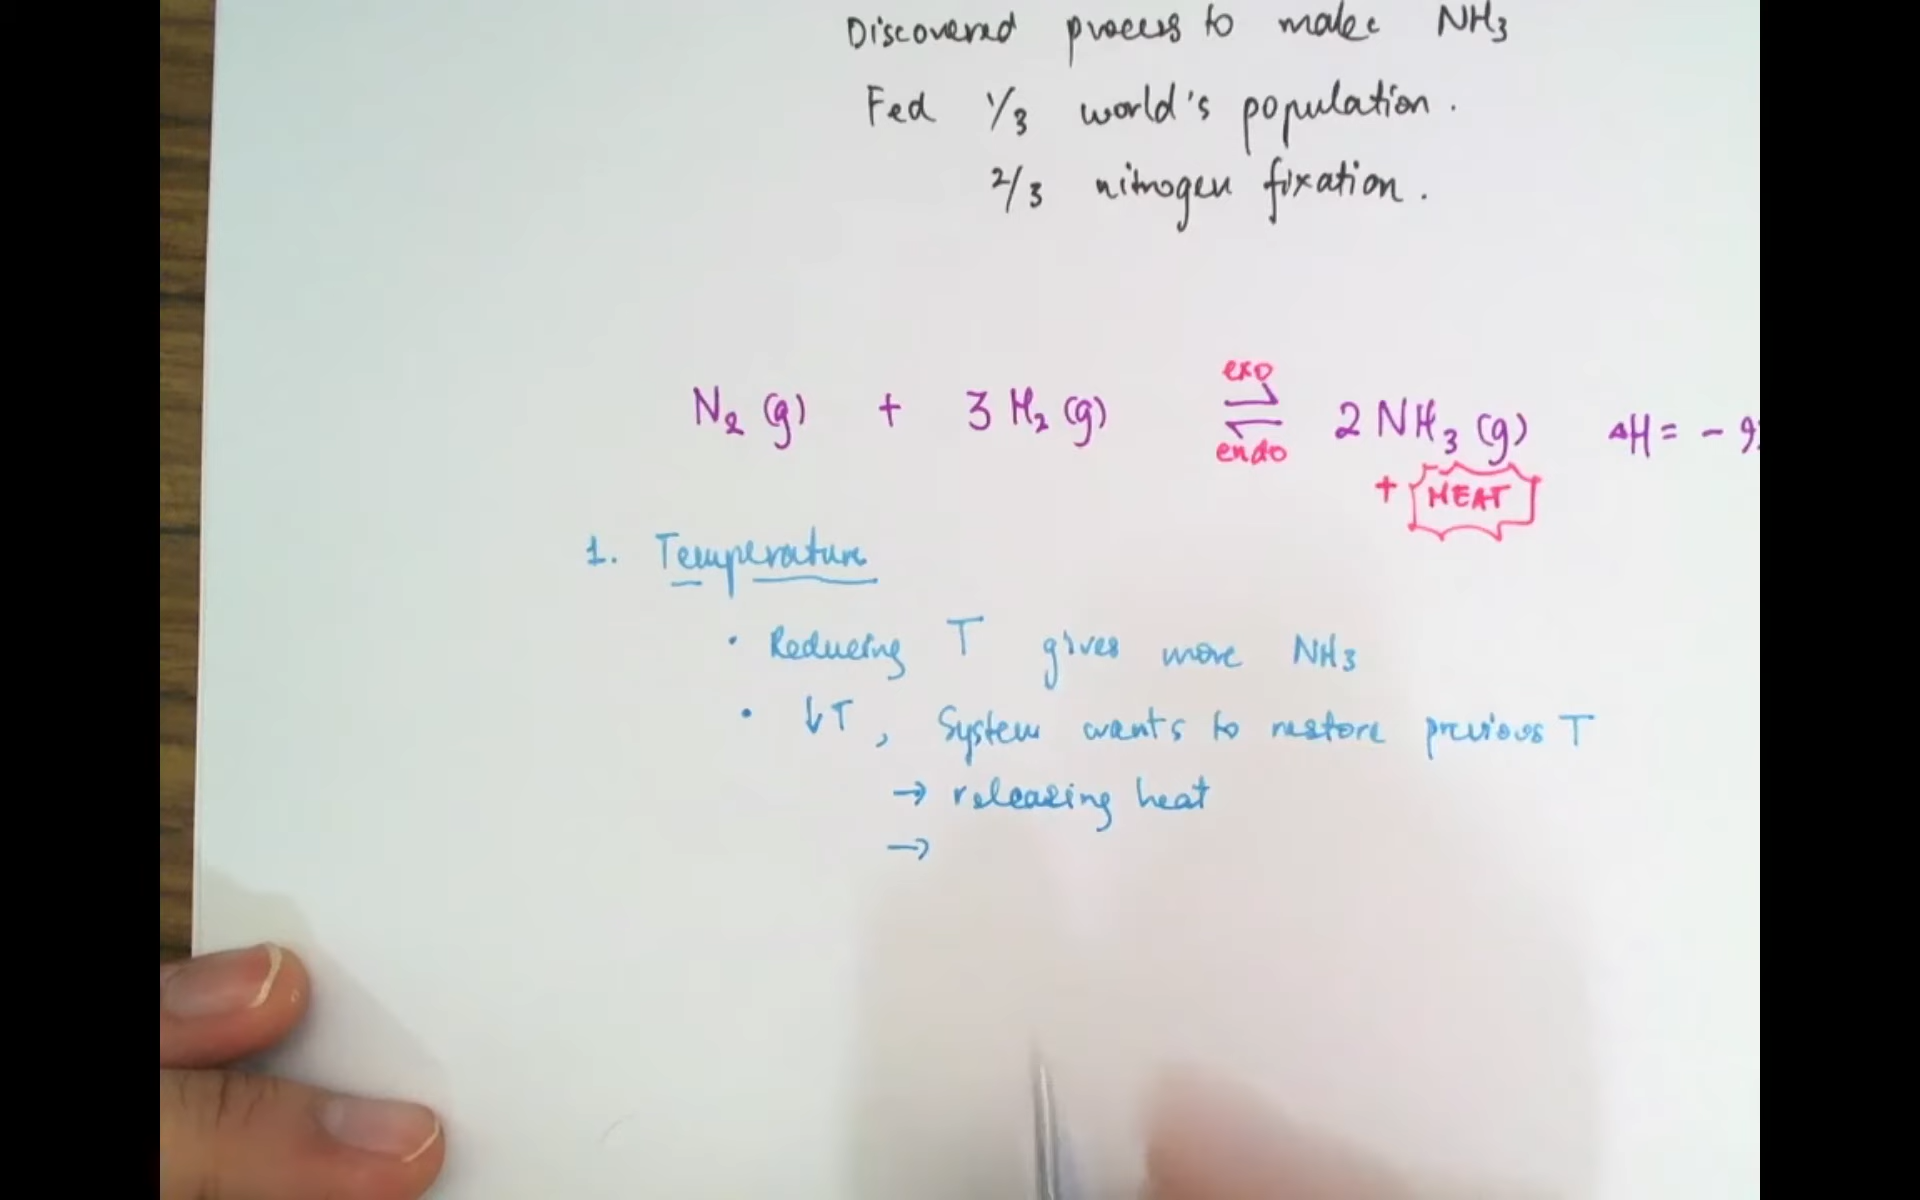 Discovered process to make NH3
Fed 1/3 world's population.
2/3 nitrogen fixation.
exo
N2 (g) + 3 H2 (g) ⇌ 2 NH3 (g) ΔH = - 9
endo
+ HEAT
1. Temperature
• Reducing T gives more NH3
• ↓T, System wants to restore previous T
→ releasing heat
→